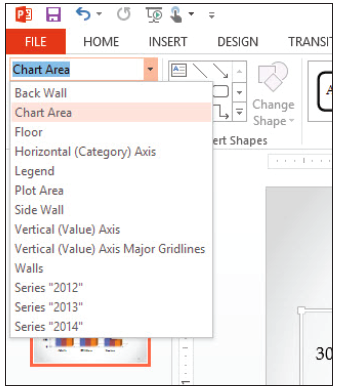 FILE HOME INSERT DESIGN TRANSIT
Chart Area
Back Wall
Chart Area
Floor
Horizontal (Category) Axis
Legend
Plot Area
Side Wall
Vertical (Value) Axis
Vertical (Value) Axis Major Gridlines
Walls
Series "2012"
Series "2013"
Series "2014"
Change
Shape
ert Shapes
30